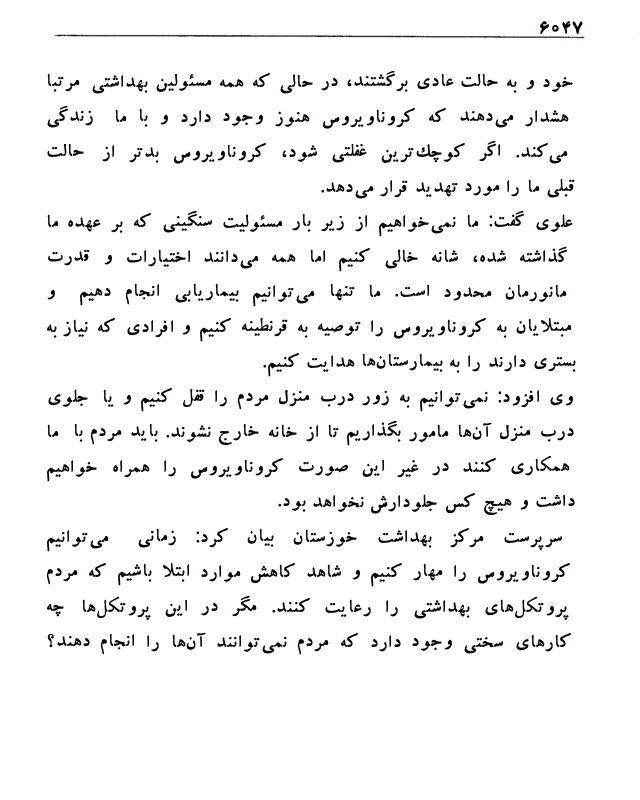 ۶۰۴۷
خود و به حالت عادی برگشتند، در حالی که همه مسئولین بهداشتی مرتبا
هشدار می‌دهند که کروناویروس هنوز وجود دارد و با ما زندگی
می‌کند. اگر کوچك‌ترین غفلتی شود، کروناویروس بدتر از حالت
قبلی ما را مورد تهدید قرار می‌دهد.
علوی گفت: ما نمی‌خواهیم از زیر بار مسئولیت سنگینی که بر عهده ما
گذاشته شده، شانه خالی کنیم اما همه می‌دانند اختیارات و قدرت
مانورمان محدود است. ما تنها می‌توانیم بیماریابی انجام دهیم و
مبتلایان به کروناویروس را توصیه به قرنطینه کنیم و افرادی که نیاز به
بستری دارند را به بیمارستان‌ها هدایت کنیم.
وی افزود: نمی‌توانیم به زور درب منزل مردم را قفل کنیم و یا جلوی
درب منزل آن‌ها مامور بگذاریم تا از خانه خارج نشوند. باید مردم با ما
همکاری کنند در غیر این صورت کروناویروس را همراه خواهیم
داشت و هیچ کس جلودارش نخواهد بود.
سرپرست مرکز بهداشت خوزستان بیان کرد: زمانی می‌توانیم
کروناویروس را مهار کنیم و شاهد کاهش موارد ابتلا باشیم که مردم
پروتکل‌های بهداشتی را رعایت کنند. مگر در این پروتکل‌ها چه
کارهای سختی وجود دارد که مردم نمی‌توانند آن‌ها را انجام دهند؟